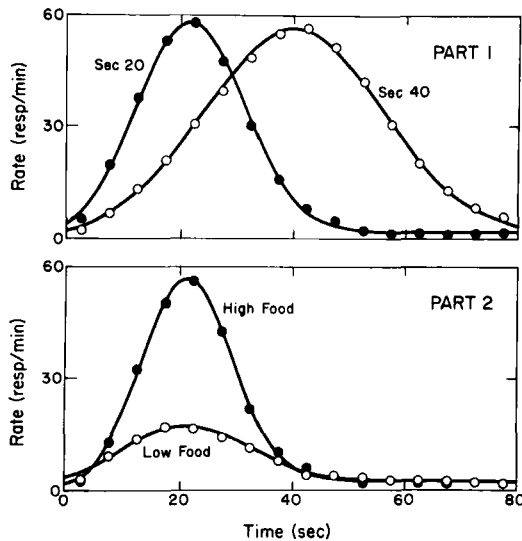 60
30
0
Rate (resp/min)
Sec 20
Sec 40
PART 1
60
30
0
Rate (resp/min)
High Food
Low Food
PART 2
0 20 40 60 80
Time (sec)